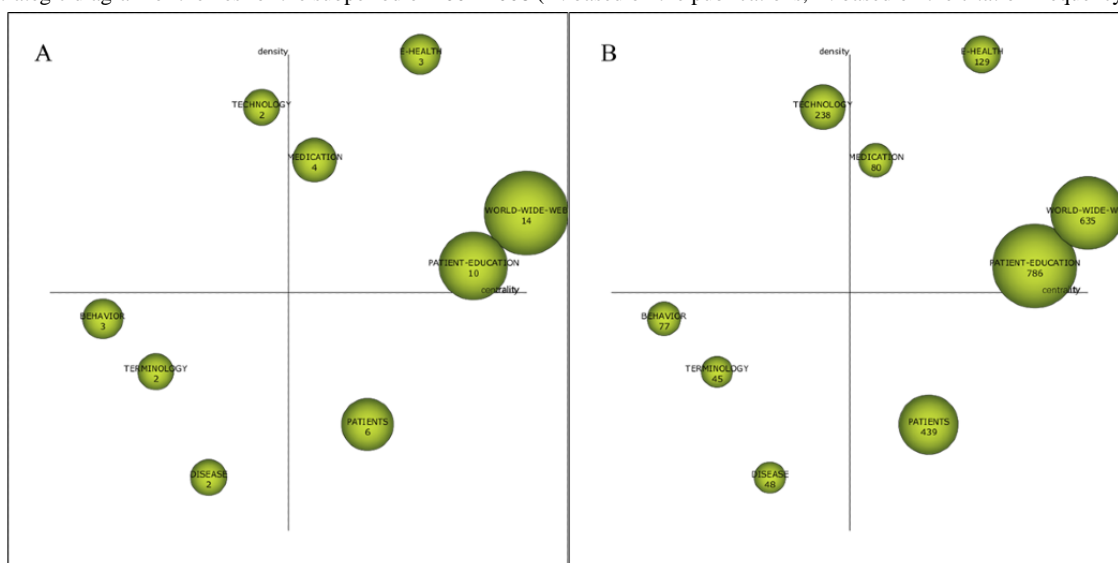 A
density
E-HEALTH
3
TECHNOLOGY
2
MEDICATION
4
WORLD-WIDE-WEB
14
PATIENT-EDUCATION
10
centrality
BEHAVIOR
3
TERMINOLOGY
2
PATIENTS
6
DISEASE
2
B
density
E-HEALTH
129
TECHNOLOGY
238
MEDICATION
80
WORLD-WIDE-W
635
PATIENT-EDUCATION
786
centrality
BEHAVIOR
77
TERMINOLOGY
45
PATIENTS
439
DISEASE
48